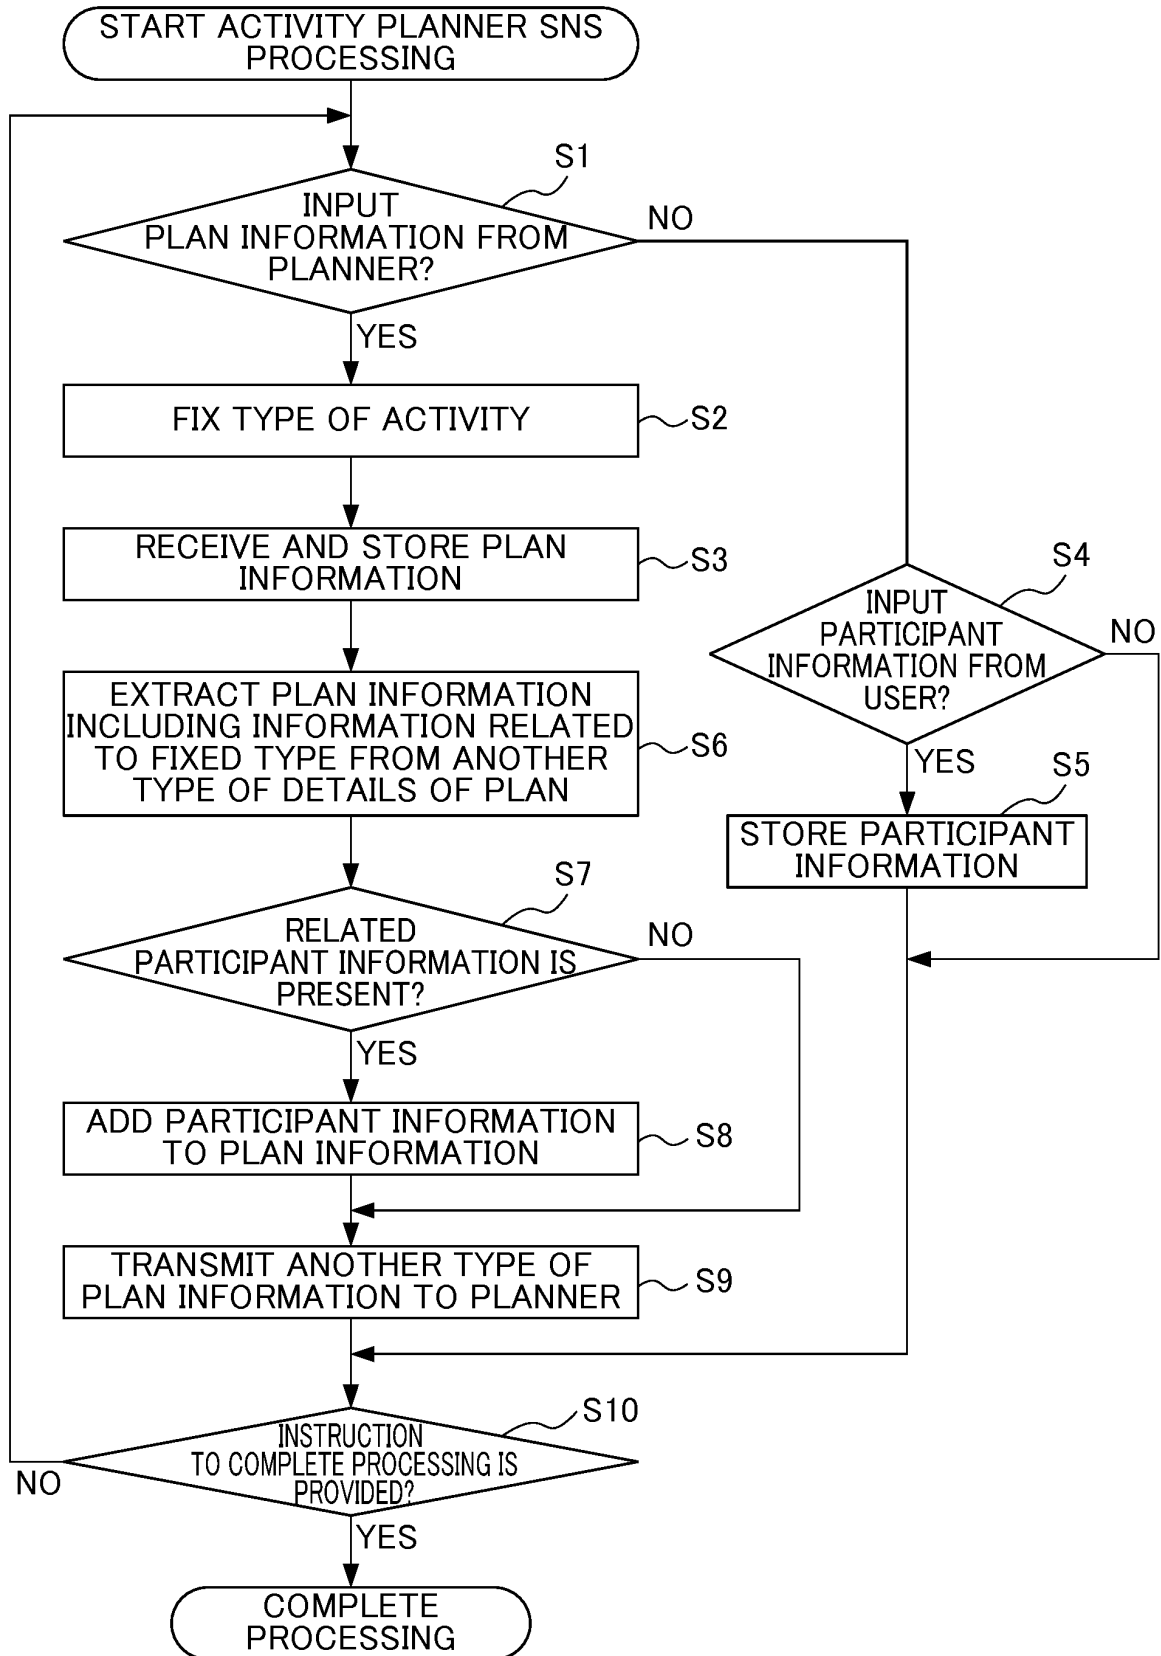 START ACTIVITY PLANNER SNS
PROCESSING
S1
INPUT
PLAN INFORMATION FROM
PLANNER?
NO
YES
FIX TYPE OF ACTIVITY
S2
RECEIVE AND STORE PLAN
INFORMATION
S3
S4
INPUT
PARTICIPANT
INFORMATION FROM
USER?
NO
YES
S5
STORE PARTICIPANT
INFORMATION
EXTRACT PLAN INFORMATION
INCLUDING INFORMATION RELATED
TO FIXED TYPE FROM ANOTHER
TYPE OF DETAILS OF PLAN
S6
S7
RELATED
PARTICIPANT INFORMATION IS
PRESENT?
NO
YES
ADD PARTICIPANT INFORMATION
TO PLAN INFORMATION
S8
TRANSMIT ANOTHER TYPE OF
PLAN INFORMATION TO PLANNER
S9
S10
INSTRUCTION
TO COMPLETE PROCESSING IS
PROVIDED?
NO
YES
COMPLETE
PROCESSING